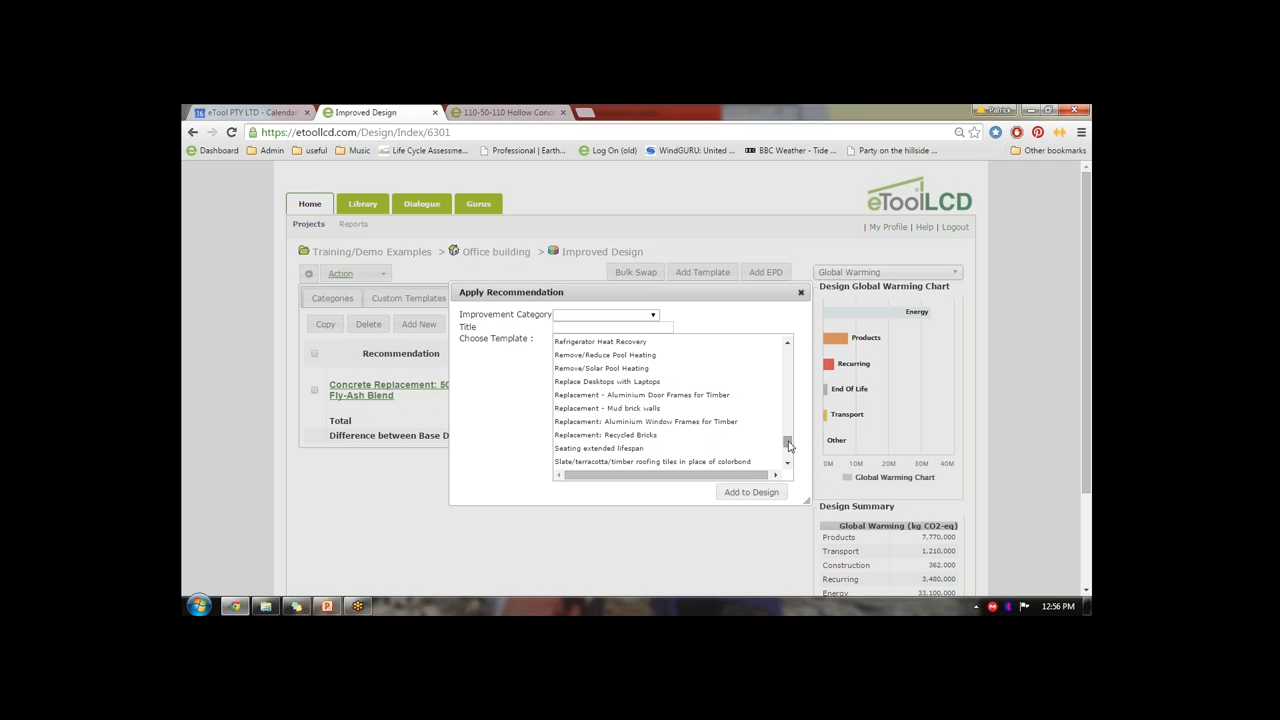 eTool PTY LTD - Calendar
Improved Design
110-50-110 Hollow Conc
Patrick
https://etoollcd.com/Design/Index/6301
Dashboard
Admin
useful
Music
Life Cycle Assessme...
Professional | Earth...
Log On (old)
WindGURU: United ...
BBC Weather - Tide ...
Party on the hillside ...
Other bookmarks
Home
Library
Dialogue
Gurus
eToolLCD
Projects
Reports
| My Profile | Help | Logout
Training/Demo Examples > Office building > Improved Design
Action
Bulk Swap
Add Template
Add EPD
Global Warming
Categories
Custom Templates
Copy
Delete
Add New
Recommendation
Concrete Replacement: 50
Fly-Ash Blend
Total
Difference between Base D
Apply Recommendation
Improvement Category
Title
Choose Template :
Refrigerator Heat Recovery
Remove/Reduce Pool Heating
Remove/Solar Pool Heating
Replace Desktops with Laptops
Replacement - Aluminium Door Frames for Timber
Replacement - Mud brick walls
Replacement: Aluminium Window Frames for Timber
Replacement: Recycled Bricks
Seating extended lifespan
Slate/terracotta/timber roofing tiles in place of colorbond
Add to Design
Design Global Warming Chart
Energy
Products
Recurring
End Of Life
Transport
Other
0M 10M 20M 30M 40M
Global Warming Chart
Design Summary
Global Warming (kg CO2-eq)
Products 7,770,000
Transport 1,210,000
Construction 362,000
Recurring 3,480,000
Energy 33,100,000
12:56 PM